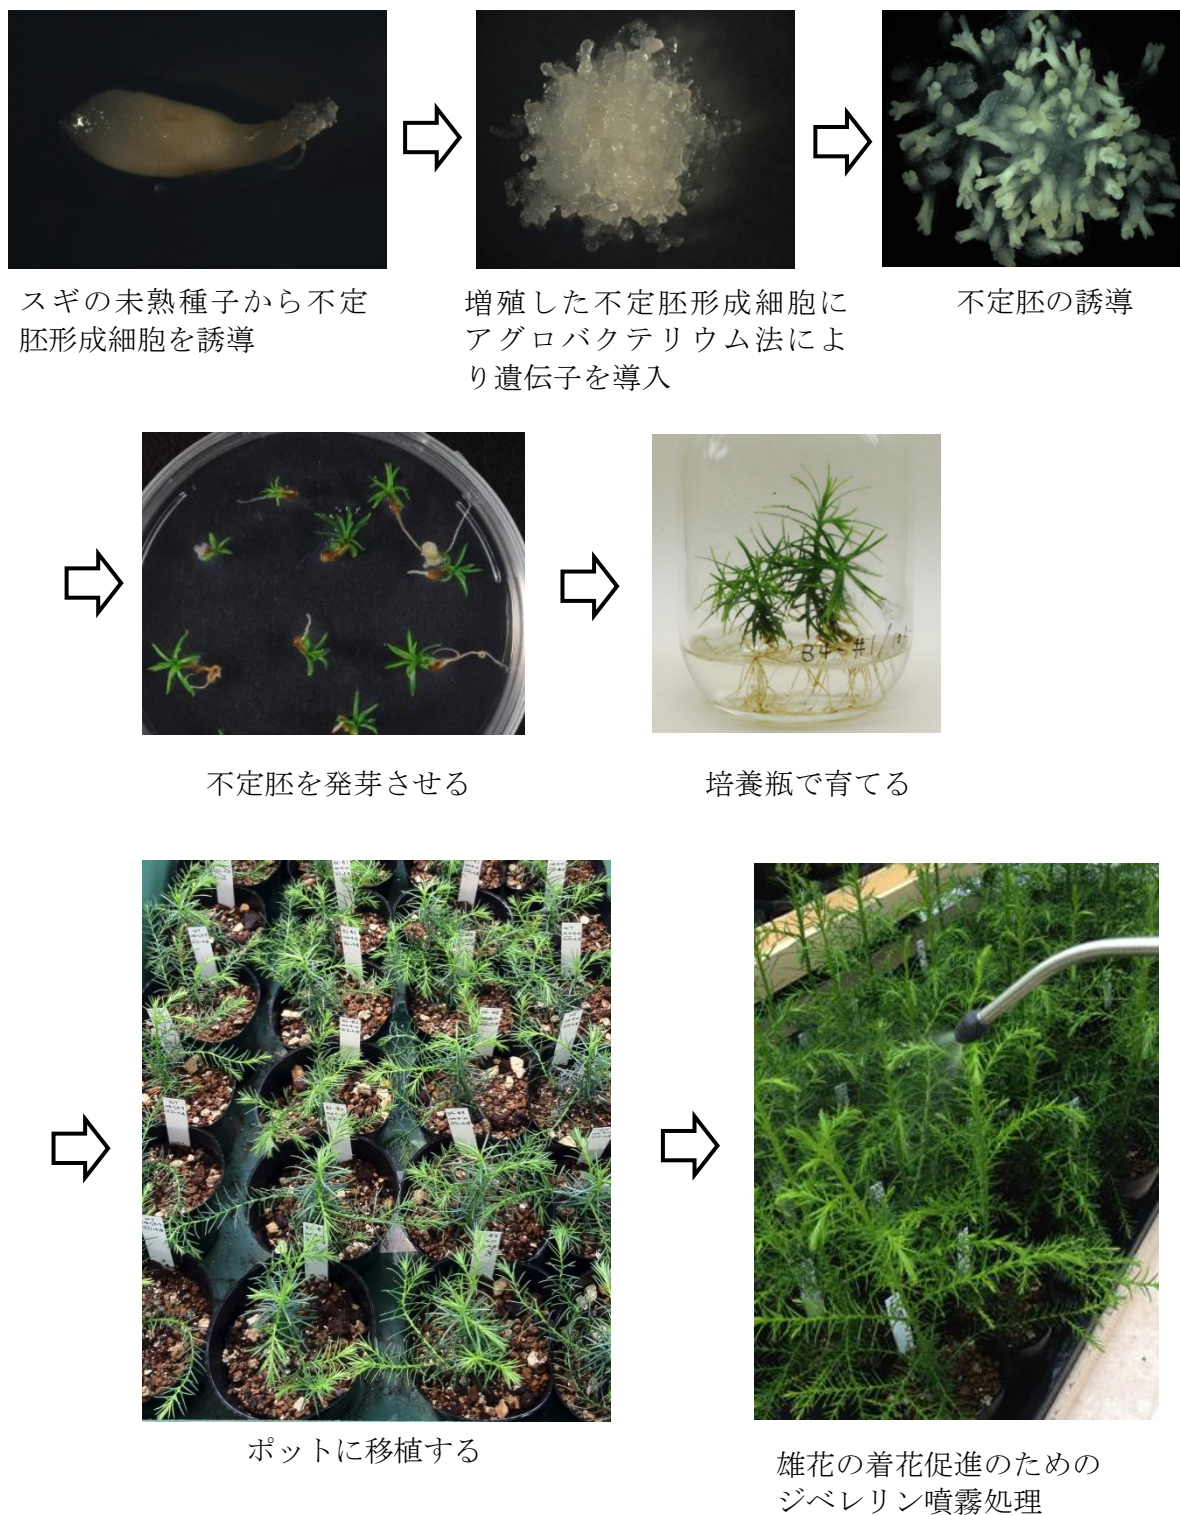 スギの未熟種子から不定
胚形成細胞を誘導
増殖した不定胚形成細胞に
アグロバクテリウム法によ
り遺伝子を導入
不定胚の誘導
B4-#1/
不定胚を発芽させる
培養瓶で育てる
ポットに移植する
雄花の着花促進のための
ジベレリン噴霧処理